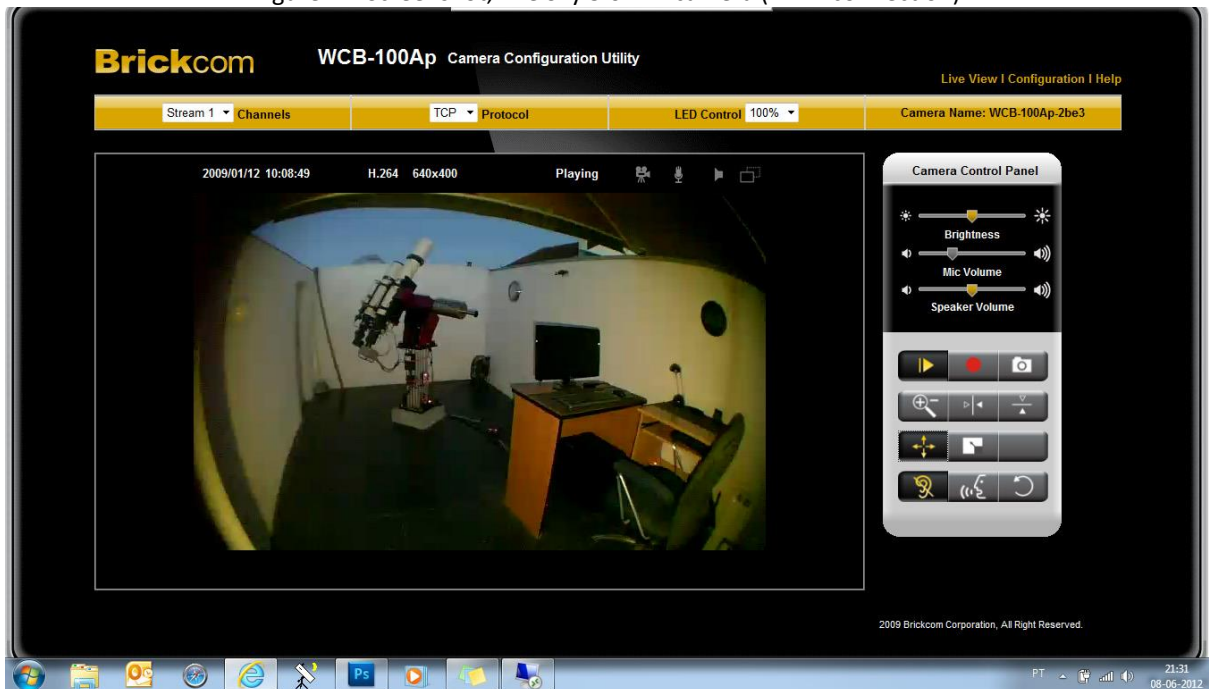 WCB-100Ap Camera Configuration Utility
Brickcom
Live View I Configuration I Help
Stream 1 Channels
TCP Protocol
LED Control 100%
Camera Name: WCB-100Ap-2be3
2009/01/12 10:08:49 H.264 640x400 Playing
Camera Control Panel
Brightness
Mic Volume
Speaker Volume
2009 Brickcom Corporation, All Right Reserved.
Ps
PT
21:31
08-06-2012